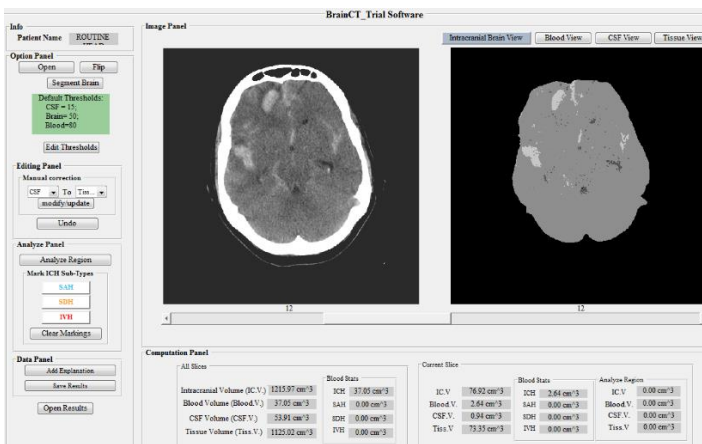 BrainCT_Trial Software
Info
Patient Name ROUTINE
HEAD
Option Panel
Open Flip
Segment Brain
Default Thresholds:
CSF = 15;
Brain= 50;
Blood=80
Edit Thresholds
Editing Panel
Manual correction
CSF To Tiss...
modify/update
Undo
Analyze Panel
Analyze Region
Mark ICH Sub-Types
SAH
SDH
IVH
Clear Markings
Data Panel
Add Explanation
Save Results
Open Results
Image Panel
Intracranial Brain View Blood View CSF View Tissue View
12 12
Computation Panel
All Slices
Intracranial Volume (IC.V.) 1215.97 cm^3
Blood Volume (Blood.V.) 37.05 cm^3
CSF Volume (CSF.V.) 53.91 cm^3
Tissue Volume (Tiss.V.) 1125.02 cm^3
Blood Stats
ICH 37.05 cm^3
SAH 0.00 cm^3
SDH 0.00 cm^3
IVH 0.00 cm^3
Current Slice
IC.V 76.92 cm^3
Blood.V. 2.64 cm^3
CSF.V. 0.94 cm^3
Tiss.V 73.35 cm^3
Blood Stats
ICH 2.64 cm^3
SAH 0.00 cm^3
SDH 0.00 cm^3
IVH 0.00 cm^3
Analyze Region
IC.V 0.00 cm^3
Blood.V. 0.00 cm^3
CSF.V. 0.00 cm^3
Tiss.V 0.00 cm^3